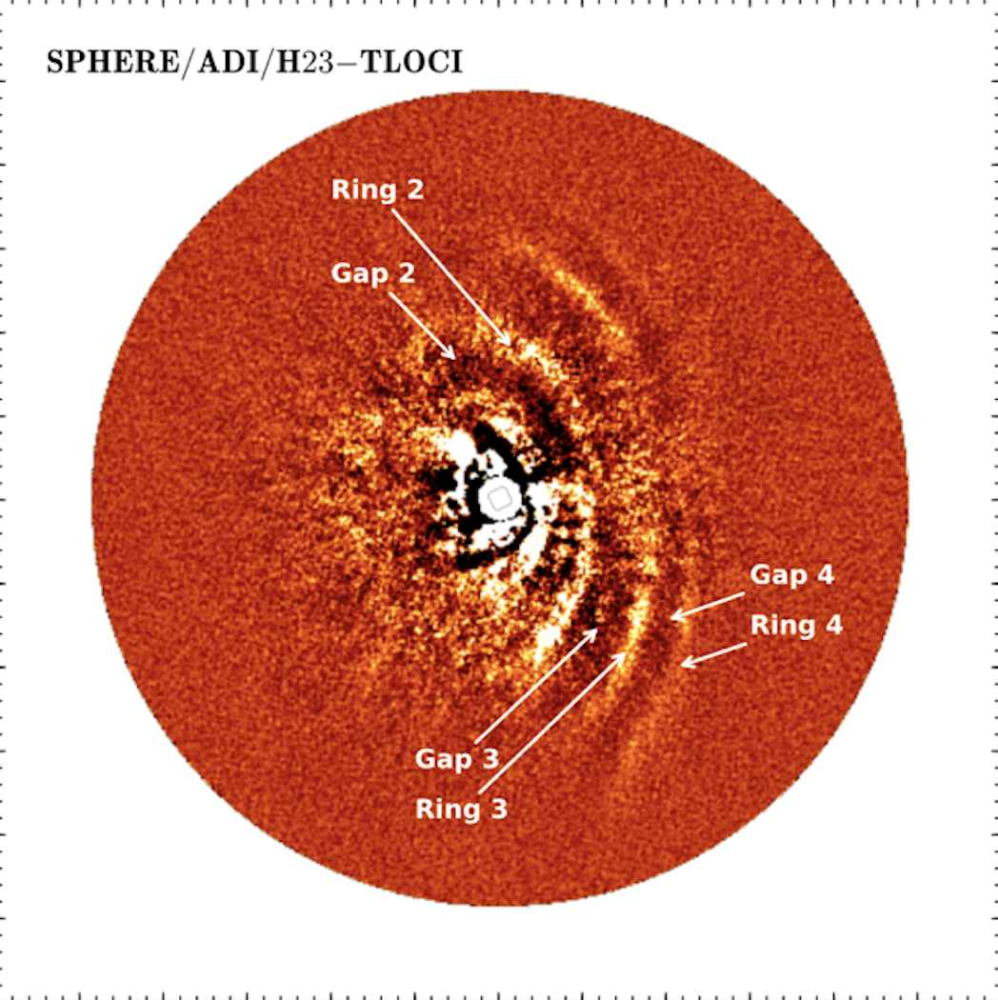 SPHERE/ADI/H23–TLOCI
Ring 2
Gap 2
Gap 4
Ring 4
Gap 3
Ring 3